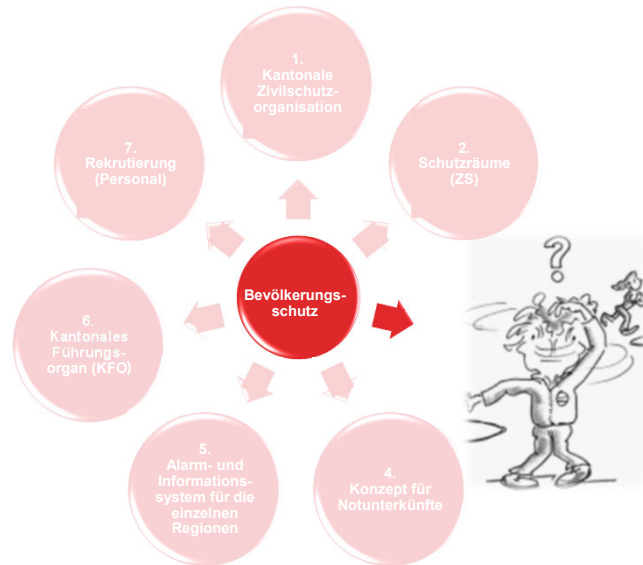 1.
Kantonale
Zivilschutz-
organisation
2.
Schutzräume
(ZS)
?
4.
Konzept für
Notunterkünfte
5.
Alarm- und
Informations-
system für die
einzelnen
Regionen
6.
Kantonales
Führungs-
organ (KFO)
7.
Rekrutierung
(Personal)
Bevölkerungs-
schutz